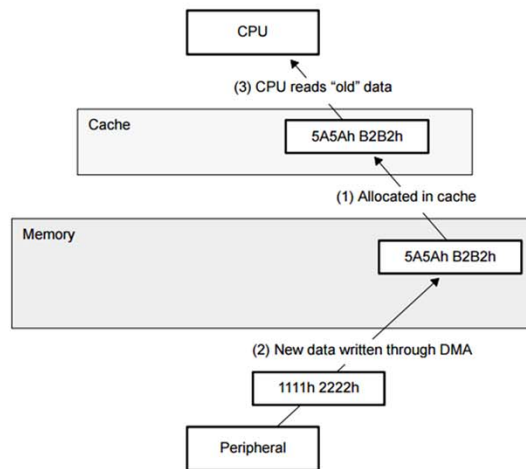 CPU
(3) CPU reads “old” data
Cache
5A5Ah B2B2h
(1) Allocated in cache
Memory
5A5Ah B2B2h
(2) New data written through DMA
1111h 2222h
Peripheral